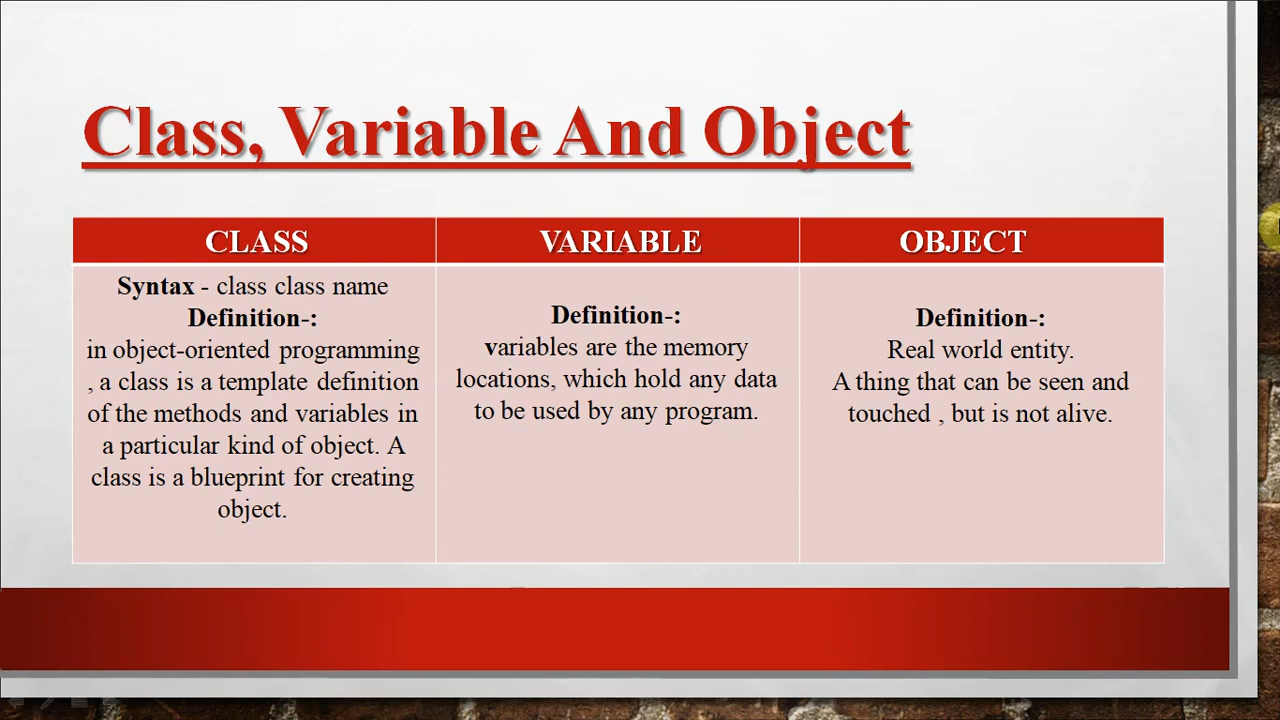 Class, Variable And Object
CLASS
VARIABLE
OBJECT
Syntax - class class name
Definition-:
in object-oriented programming
, a class is a template definition
of the methods and variables in
a particular kind of object. A
class is a blueprint for creating
object.
Definition-:
variables are the memory
locations, which hold any data
to be used by any program.
Definition-:
Real world entity.
A thing that can be seen and
touched , but is not alive.